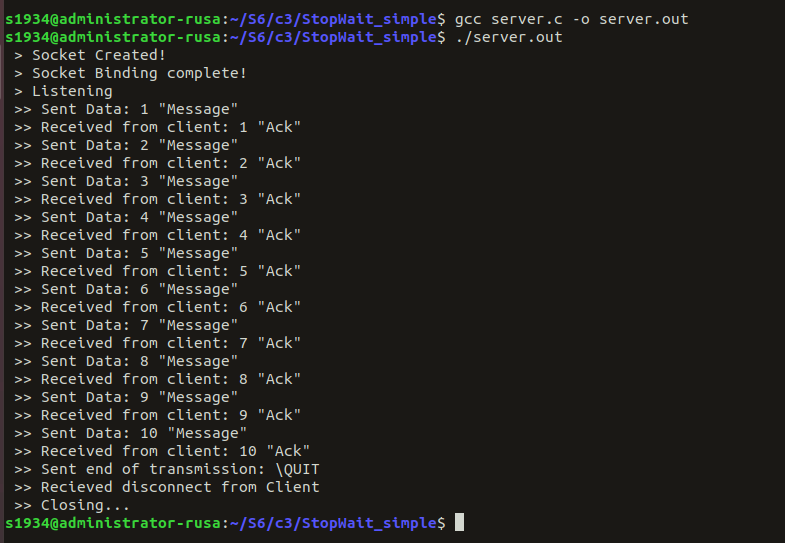 s1934@administrator-rusa:~/S6/c3/StopWait_simple$ gcc server.c -o server.out
s1934@administrator-rusa:~/S6/c3/StopWait_simple$ ./server.out
> Socket Created!
> Socket Binding complete!
> Listening
>> Sent Data: 1 "Message"
>> Received from client: 1 "Ack"
>> Sent Data: 2 "Message"
>> Received from client: 2 "Ack"
>> Sent Data: 3 "Message"
>> Received from client: 3 "Ack"
>> Sent Data: 4 "Message"
>> Received from client: 4 "Ack"
>> Sent Data: 5 "Message"
>> Received from client: 5 "Ack"
>> Sent Data: 6 "Message"
>> Received from client: 6 "Ack"
>> Sent Data: 7 "Message"
>> Received from client: 7 "Ack"
>> Sent Data: 8 "Message"
>> Received from client: 8 "Ack"
>> Sent Data: 9 "Message"
>> Received from client: 9 "Ack"
>> Sent Data: 10 "Message"
>> Received from client: 10 "Ack"
>> Sent end of transmission: \QUIT
>> Recieved disconnect from Client
>> Closing...
s1934@administrator-rusa:~/S6/c3/StopWait_simple$